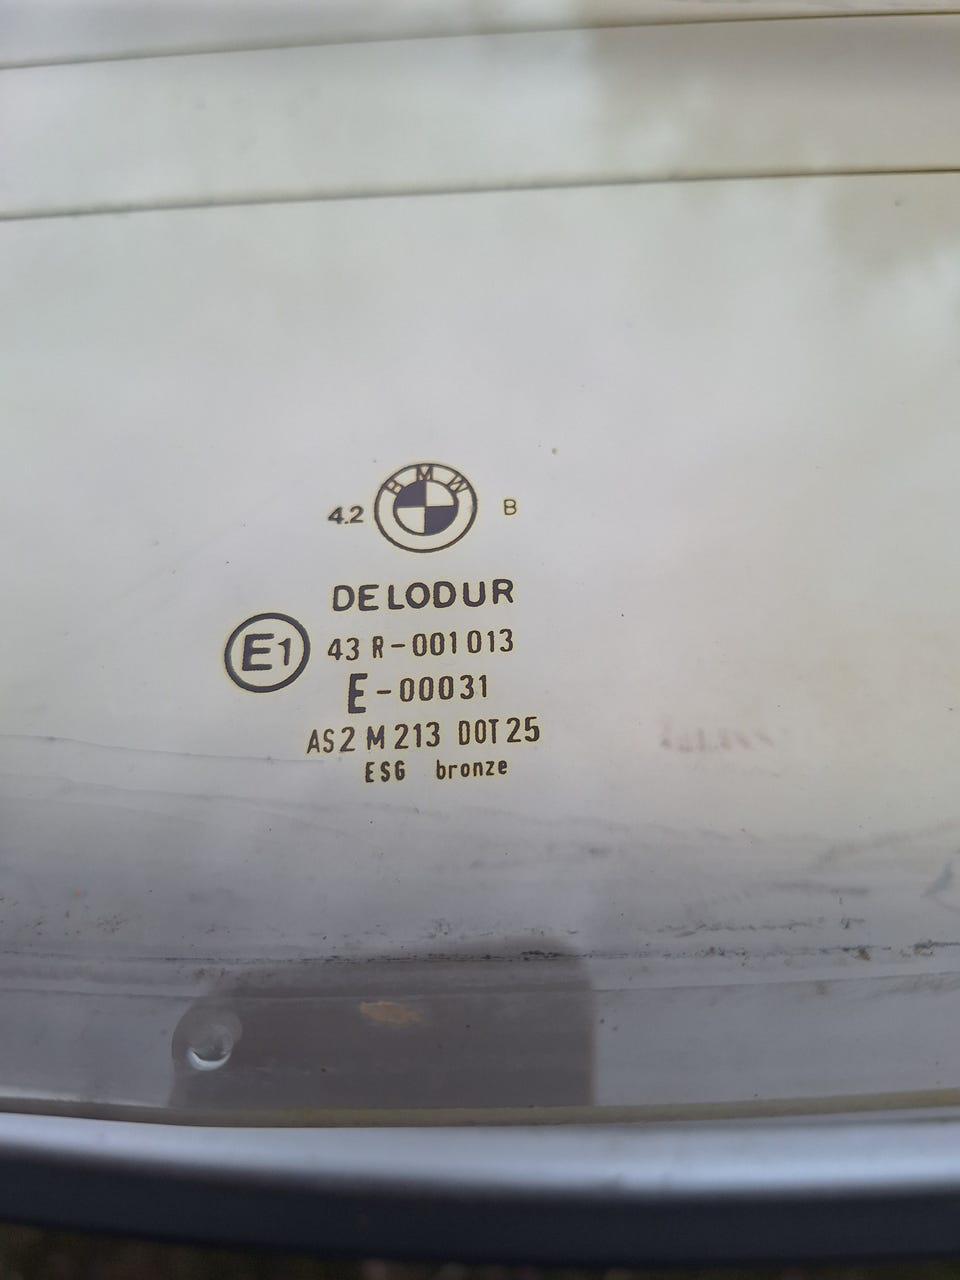 4.2 BMW B
DELODUR
E1 43 R-001013
E-00031
AS2 M213 DOT25
ESG bronze